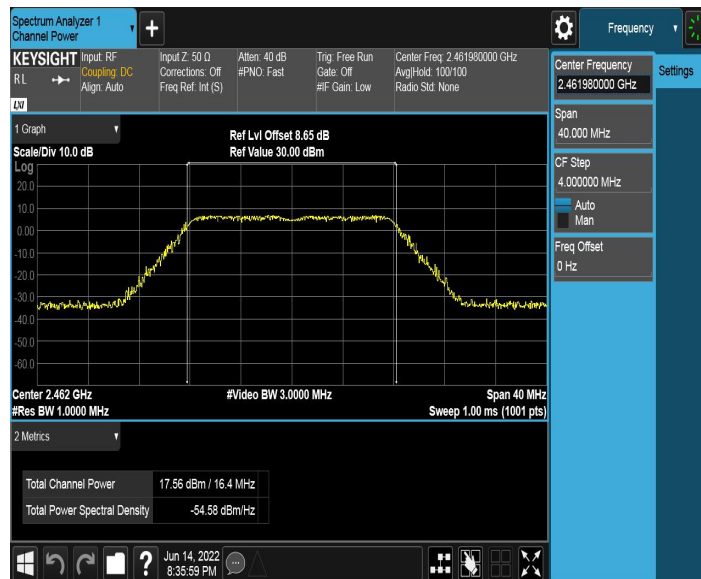 Spectrum Analyzer 1
Channel Power
+
Frequency
KEYSIGHT
RL
LXI
Input: RF
Coupling: DC
Align: Auto
Input Z: 50 Ω
Corrections: Off
Freq Ref: Int (S)
Atten: 40 dB
#PNO: Fast
Trig: Free Run
Gate: Off
#IF Gain: Low
Center Freq: 2.461980000 GHz
Avg|Hold: 100/100
Radio Std: None
Center Frequency
2.461980000 GHz
Settings
Span
40.000 MHz
CF Step
4.000000 MHz
Auto
Man
Freq Offset
0 Hz
1 Graph
Scale/Div 10.0 dB
Ref Lvl Offset 8.65 dB
Ref Value 30.00 dBm
Log
20.0
10.0
0.00
-10.0
-20.0
-30.0
-40.0
-50.0
-60.0
Center 2.462 GHz
#Res BW 1.0000 MHz
#Video BW 3.0000 MHz
Span 40 MHz
Sweep 1.00 ms (1001 pts)
2 Metrics
Total Channel Power 17.56 dBm / 16.4 MHz
Total Power Spectral Density -54.58 dBm/Hz
?
Jun 14, 2022
8:35:59 PM